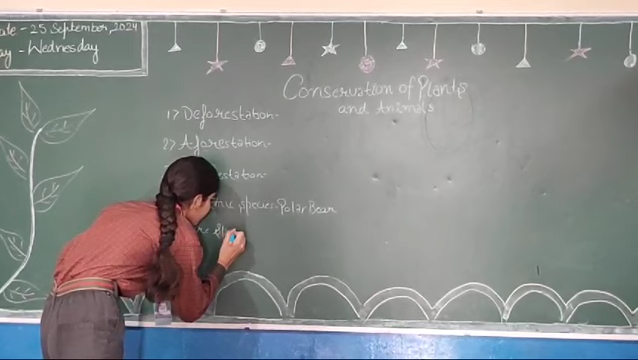 ate - 25 September, 2024
ay - Wednesday
Conservation of Plants
and Animals
1) Deforestation-
2) Aforestation-
estation-
mic species-Polar Bear